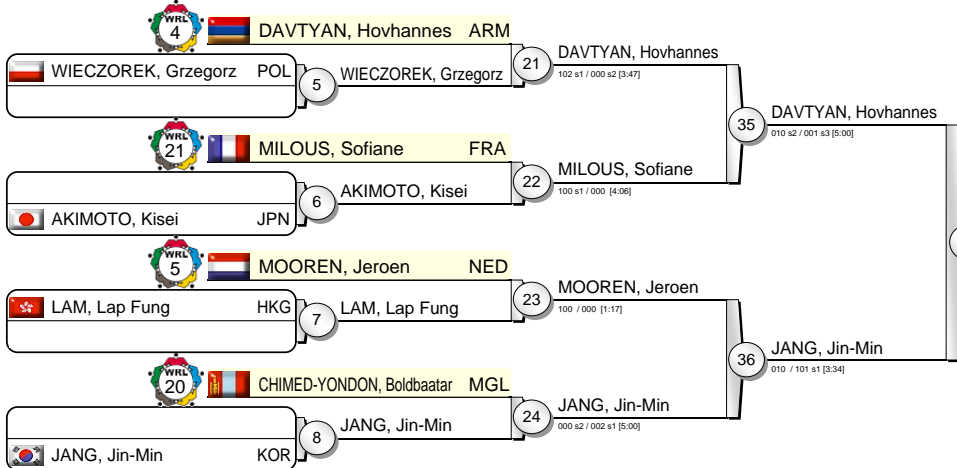 WRL
4
DAVTYAN, Hovhannes ARM
WIECZOREK, Grzegorz POL
5
WIECZOREK, Grzegorz
21
DAVTYAN, Hovhannes
102 s1 / 000 s2 [3:47]
35
DAVTYAN, Hovhannes
010 s2 / 001 s3 [5:00]
WRL
21
MILOUS, Sofiane FRA
AKIMOTO, Kisei JPN
6
AKIMOTO, Kisei
22
MILOUS, Sofiane
100 s1 / 000 [4:06]
WRL
5
MOOREN, Jeroen NED
LAM, Lap Fung HKG
7
LAM, Lap Fung
23
MOOREN, Jeroen
100 / 000 [1:17]
36
JANG, Jin-Min
010 / 101 s1 [3:34]
WRL
20
CHIMED-YONDON, Boldbaatar MGL
JANG, Jin-Min KOR
8
JANG, Jin-Min
24
JANG, Jin-Min
000 s2 / 002 s1 [5:00]